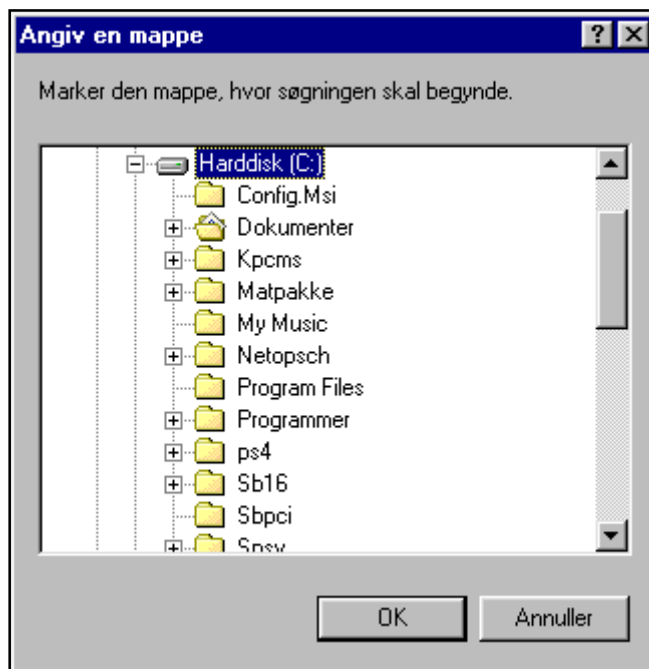 Angiv en mappe
Marker den mappe, hvor søgningen skal begynde.
Harddisk (C:)
Config.Msi
Dokumenter
Kpcms
Matpakke
My Music
Netopsch
Program Files
Programmer
ps4
Sb16
Sbpci
OK
Annuller